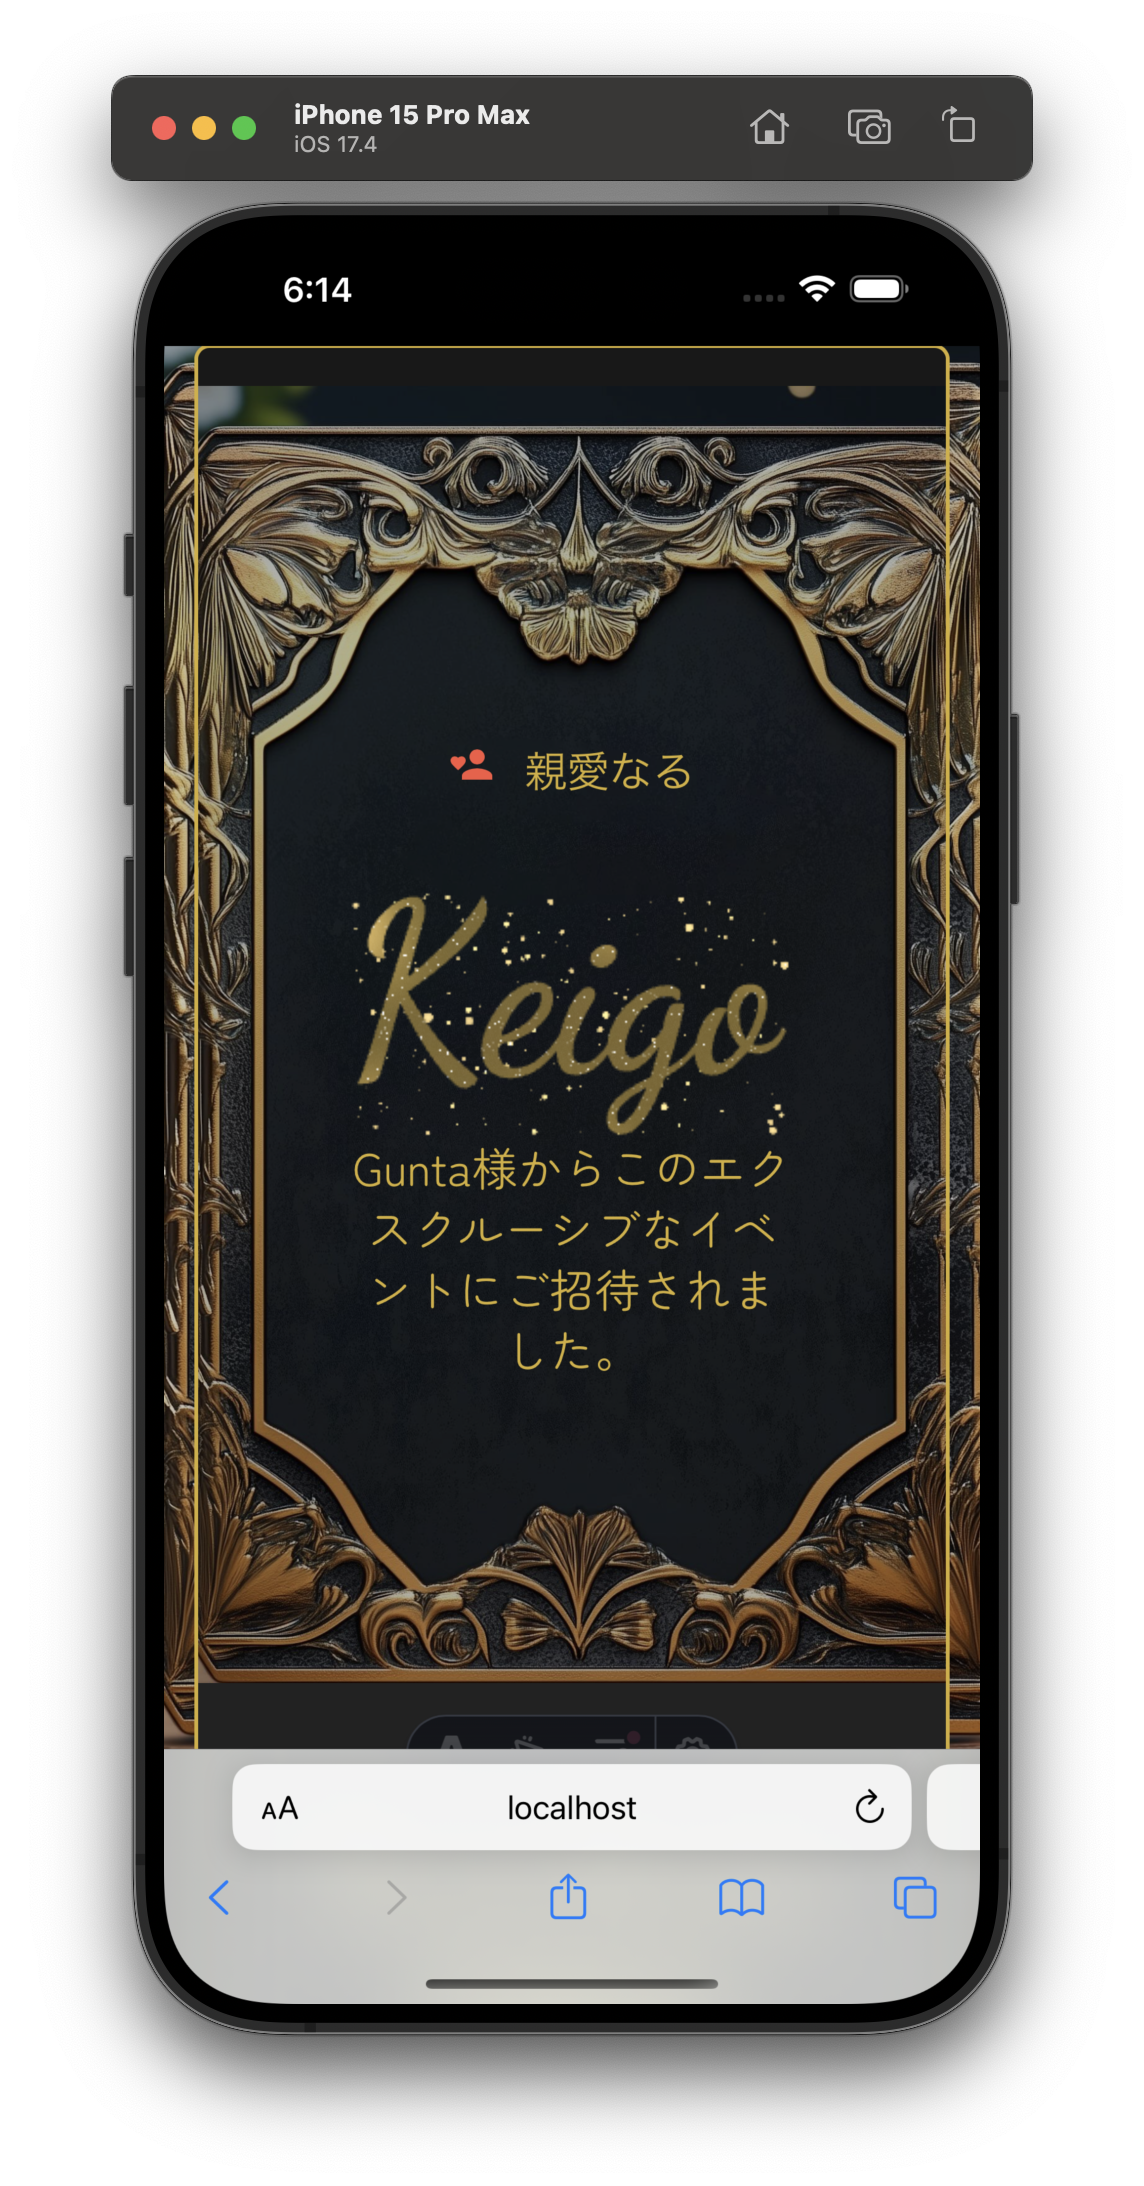 iPhone 15 Pro Max
iOS 17.4
6:14
親愛なる
Keigo
Gunta様からこのエク
スクルーシブなイベ
ントにご招待されま
した。
AA
localhost